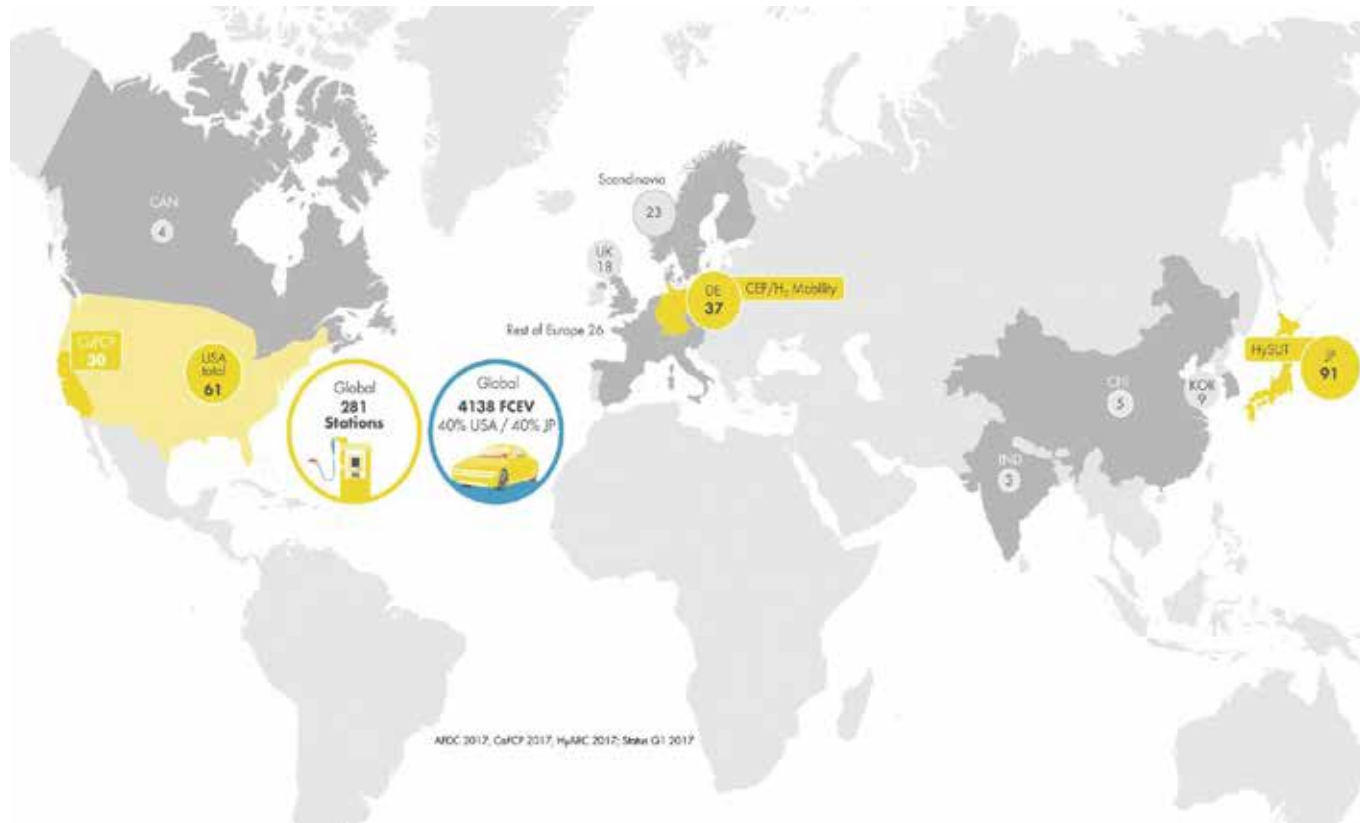 CAN
4
CaFCP
30
USA
total
61
Global
281
Stations
Global
4138 FCEV
40% USA / 40% JP
Scandinavia
23
UK
18
Rest of Europe 26
DE
37
CEP/H₂ Mobility
CHI
5
IND
3
KOR
9
HySUT
JP
91
AFDC 2017, CaFCP 2017, HyARC 2017; Status Q1 2017